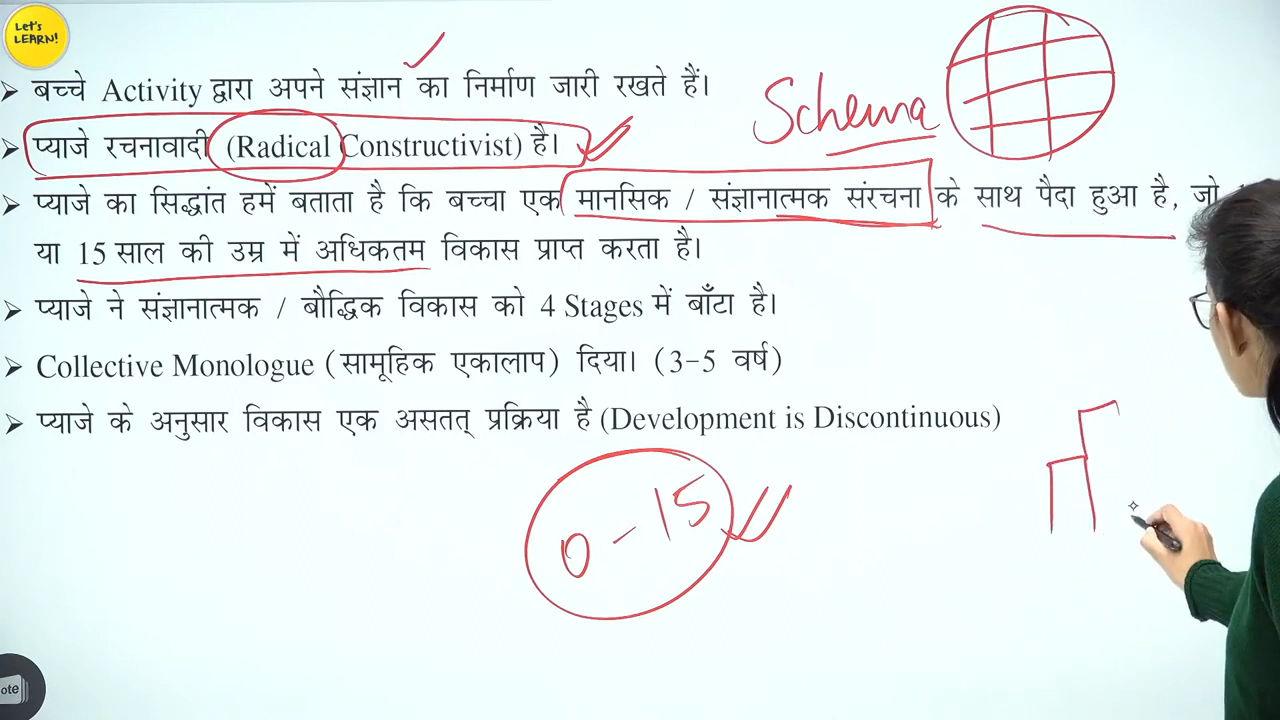 Let's
LEARN!
➤ बच्चे Activity द्वारा अपने संज्ञान का निर्माण जारी रखते हैं।
Schema
➤ प्याजे रचनावादी (Radical Constructivist) है।
➤ प्याजे का सिद्धांत हमें बताता है कि बच्चा एक मानसिक / संज्ञानात्मक संरचना के साथ पैदा हुआ है, जो
या 15 साल की उम्र में अधिकतम विकास प्राप्त करता है।
➤ प्याजे ने संज्ञानात्मक / बौद्धिक विकास को 4 Stages में बाँटा है।
➤ Collective Monologue (सामूहिक एकालाप) दिया। (3-5 वर्ष)
➤ प्याजे के अनुसार विकास एक असतत् प्रक्रिया है (Development is Discontinuous)
0 - 15
ote